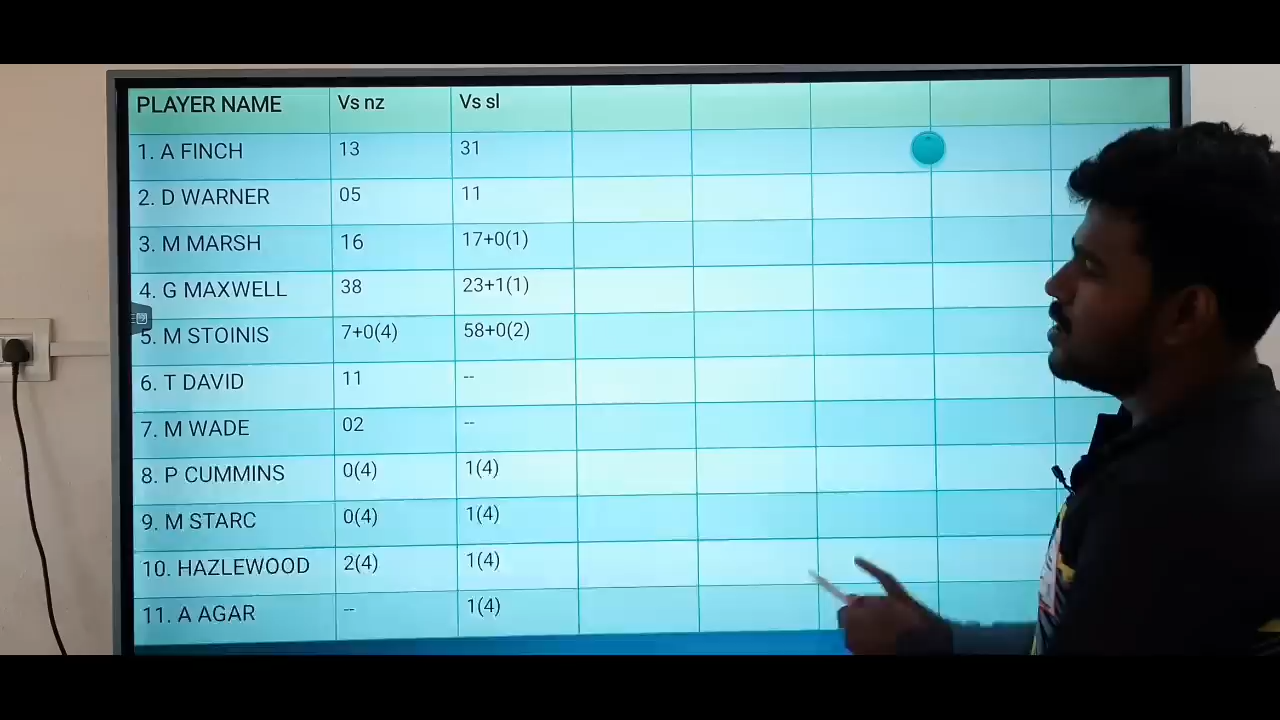 PLAYER NAME Vs nz Vs sl
1. A FINCH 13 31
2. D WARNER 05 11
3. M MARSH 16 17+0(1)
4. G MAXWELL 38 23+1(1)
5. M STOINIS 7+0(4) 58+0(2)
6. T DAVID 11 --
7. M WADE 02 --
8. P CUMMINS 0(4) 1(4)
9. M STARC 0(4) 1(4)
10. HAZLEWOOD 2(4) 1(4)
11. A AGAR -- 1(4)